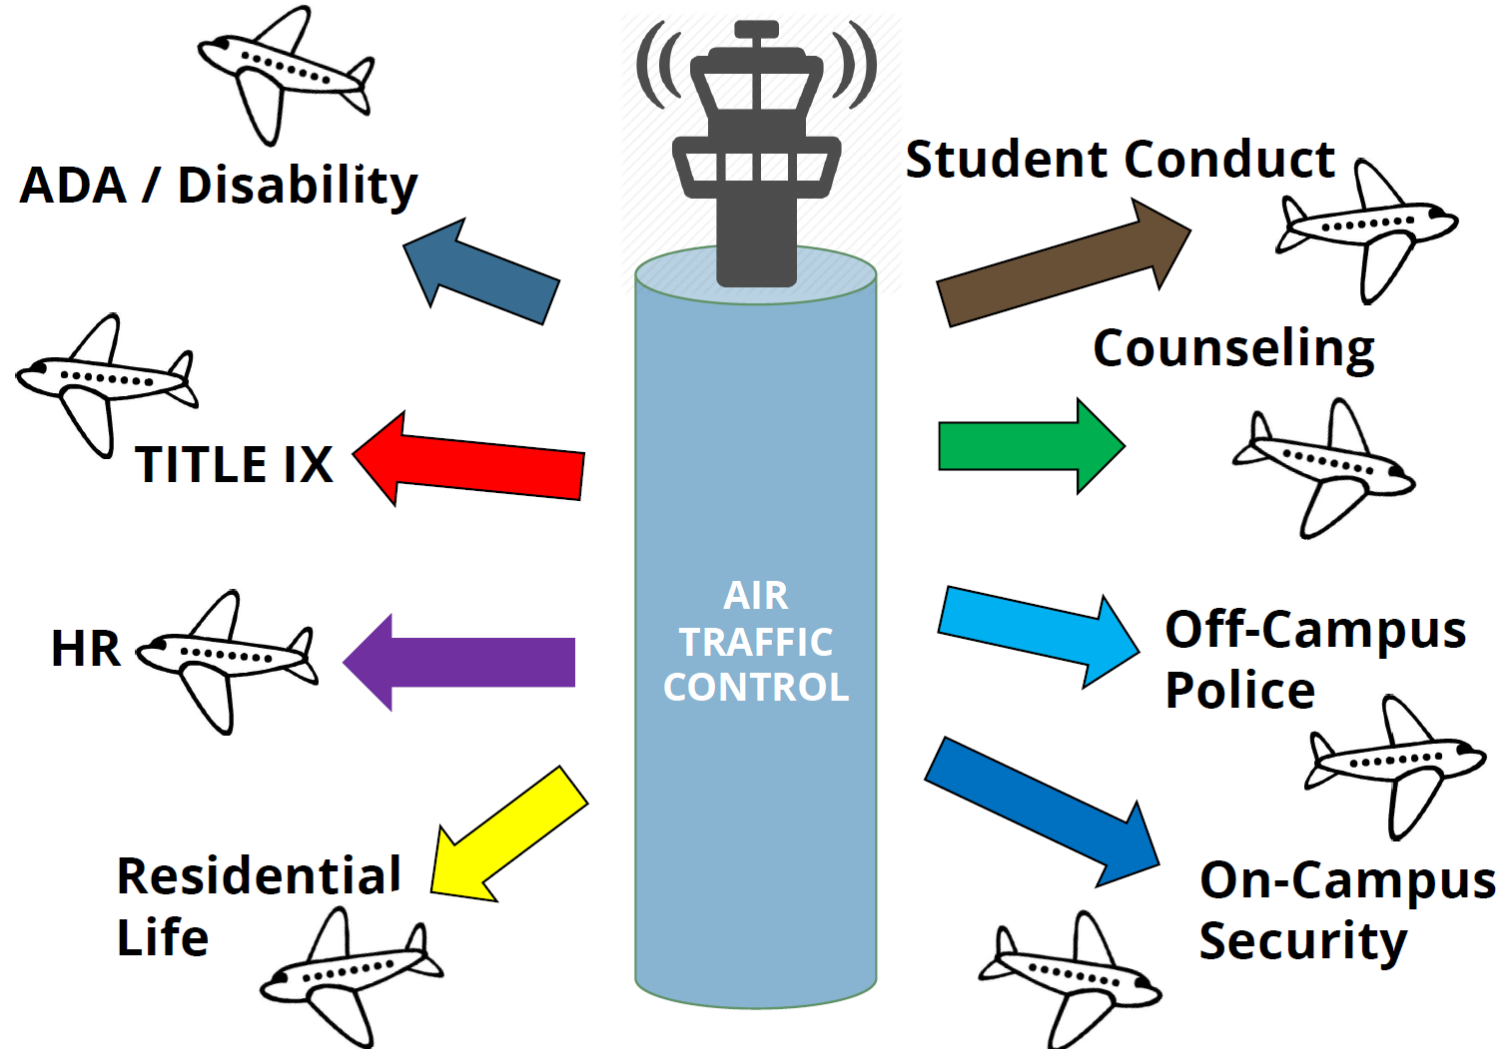 ADA / Disability
TITLE IX
HR
Residential
Life
AIR
TRAFFIC
CONTROL
Student Conduct
Counseling
Off-Campus
Police
On-Campus
Security